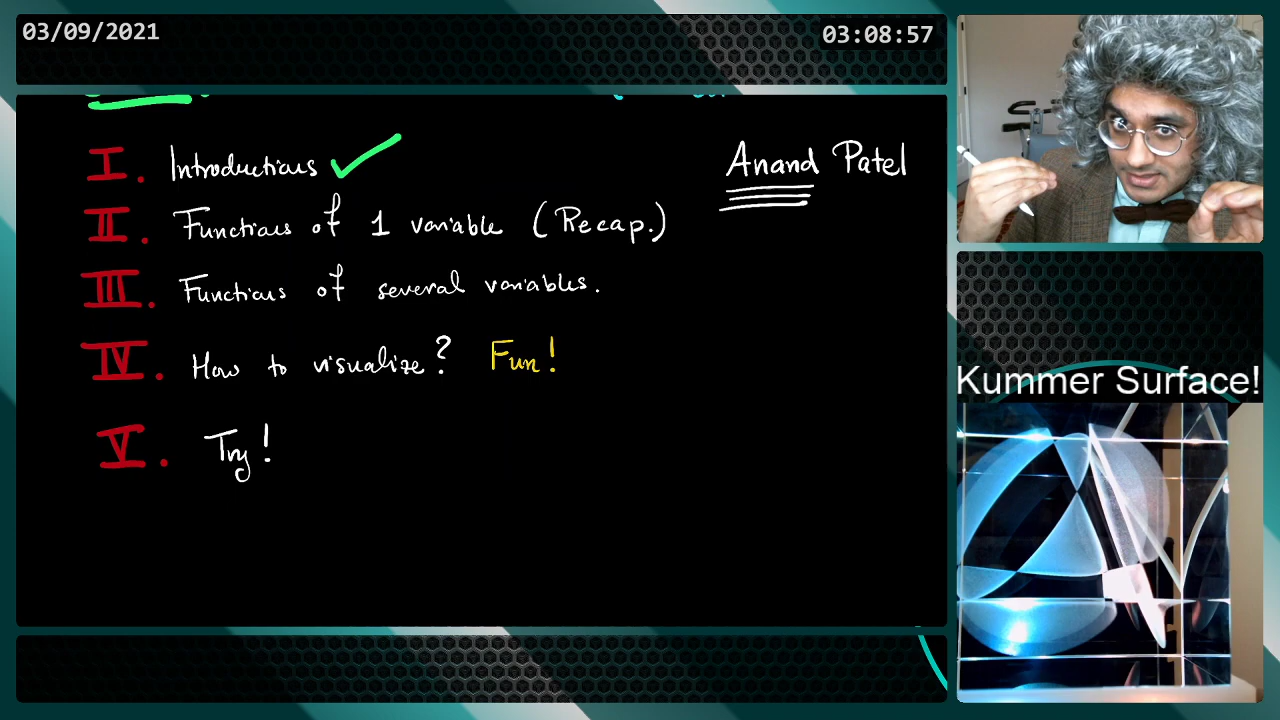 03/09/2021
03:08:57
I. Introductions
Anand Patel
II. Functions of 1 variable (Recap.)
III. Functions of several variables.
IV. How to visualize? Fun!
V. Try!
Kummer Surface!